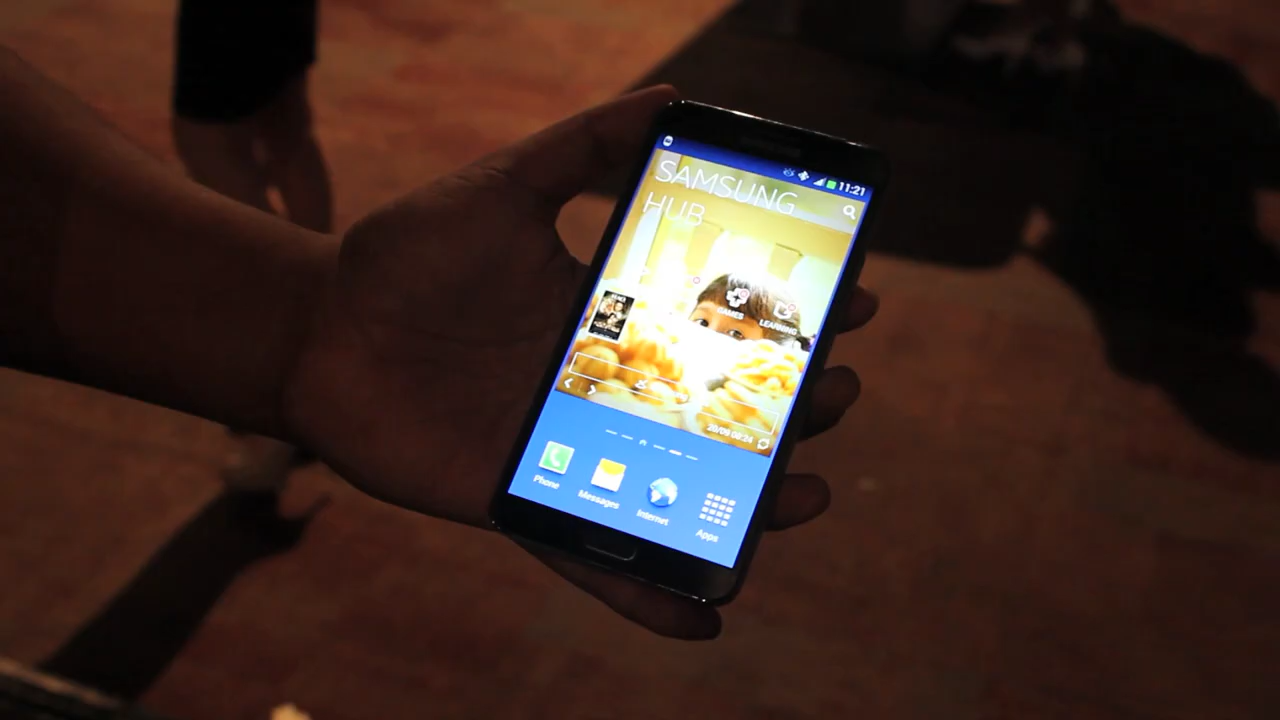 11:21
SAMSUNG
HUB
GAMES
LEARNING
20/09 08:24
Phone
Messages
Internet
Apps